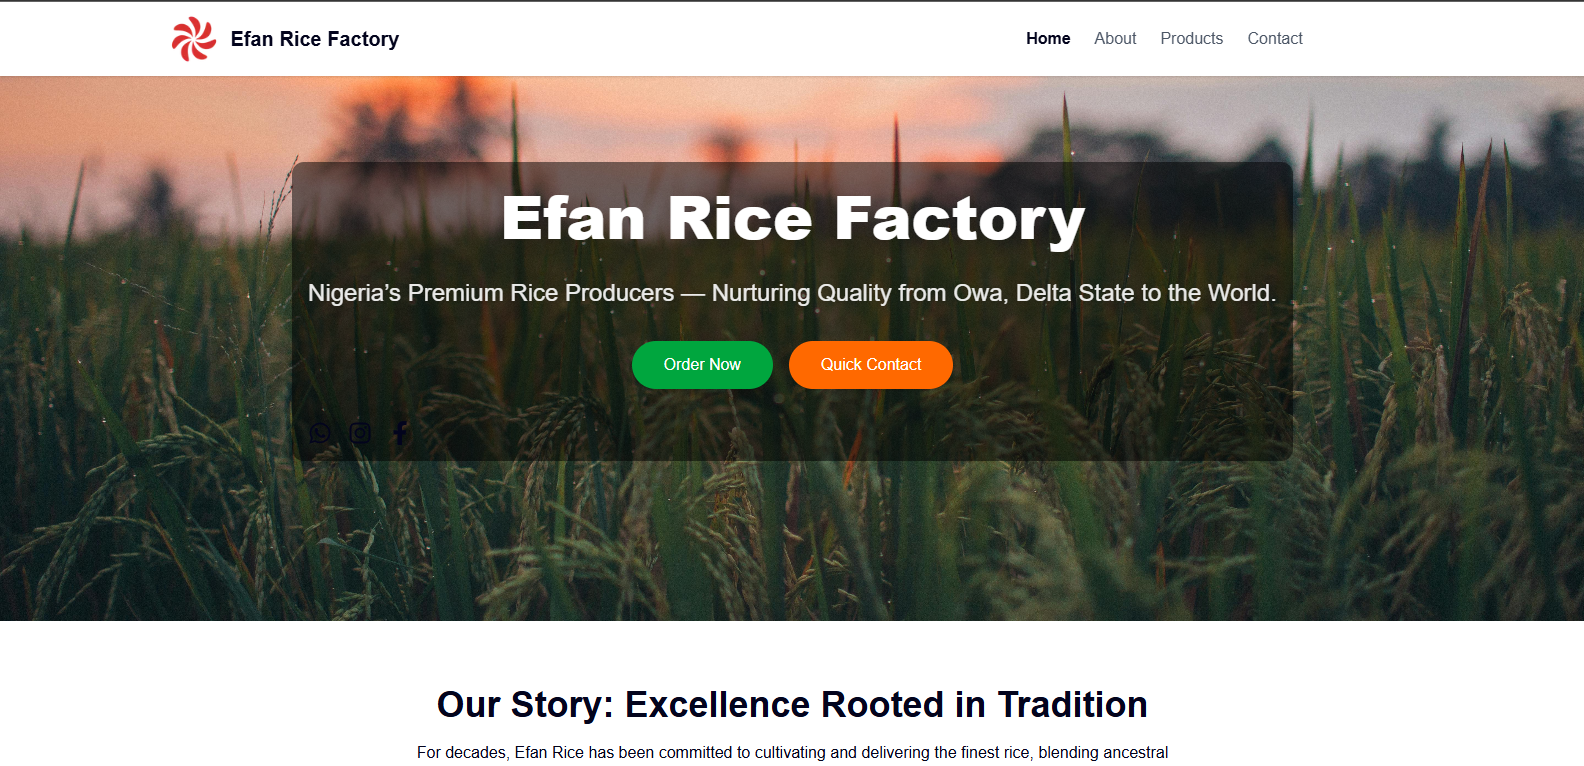 Efan Rice Factory
Home About Products Contact
Efan Rice Factory
Nigeria’s Premium Rice Producers — Nurturing Quality from Owa, Delta State to the World.
Order Now Quick Contact
Our Story: Excellence Rooted in Tradition
For decades, Efan Rice has been committed to cultivating and delivering the finest rice, blending ancestral